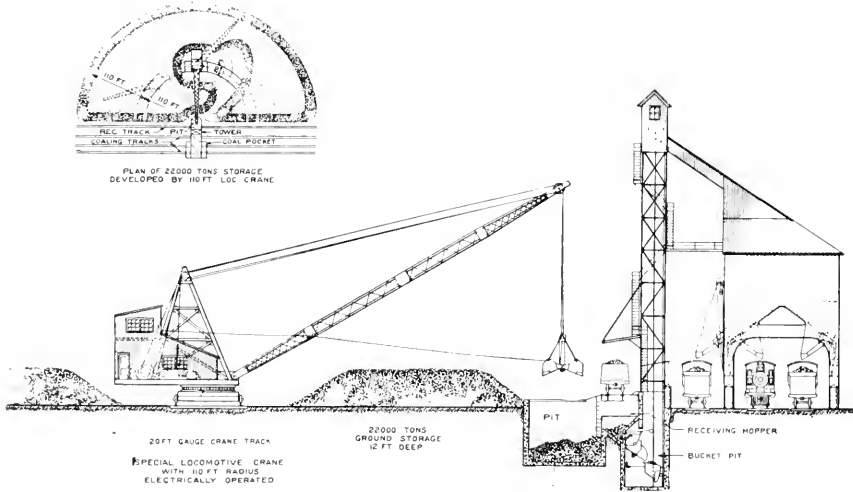 110 FT
110 FT
REC TRACK PIT TOWER
COALING TRACKS COAL POCKET
PLAN OF 22000 TONS STORAGE
DEVELOPED BY 110 FT LOC CRANE
PIT
20 FT GAUGE CRANE TRACK
22000 TONS
GROUND STORAGE
12 FT DEEP
RECEIVING HOPPER
BUCKET PIT
SPECIAL LOCOMOTIVE CRANE
WITH 110 FT RADIUS
ELECTRICALLY OPERATED